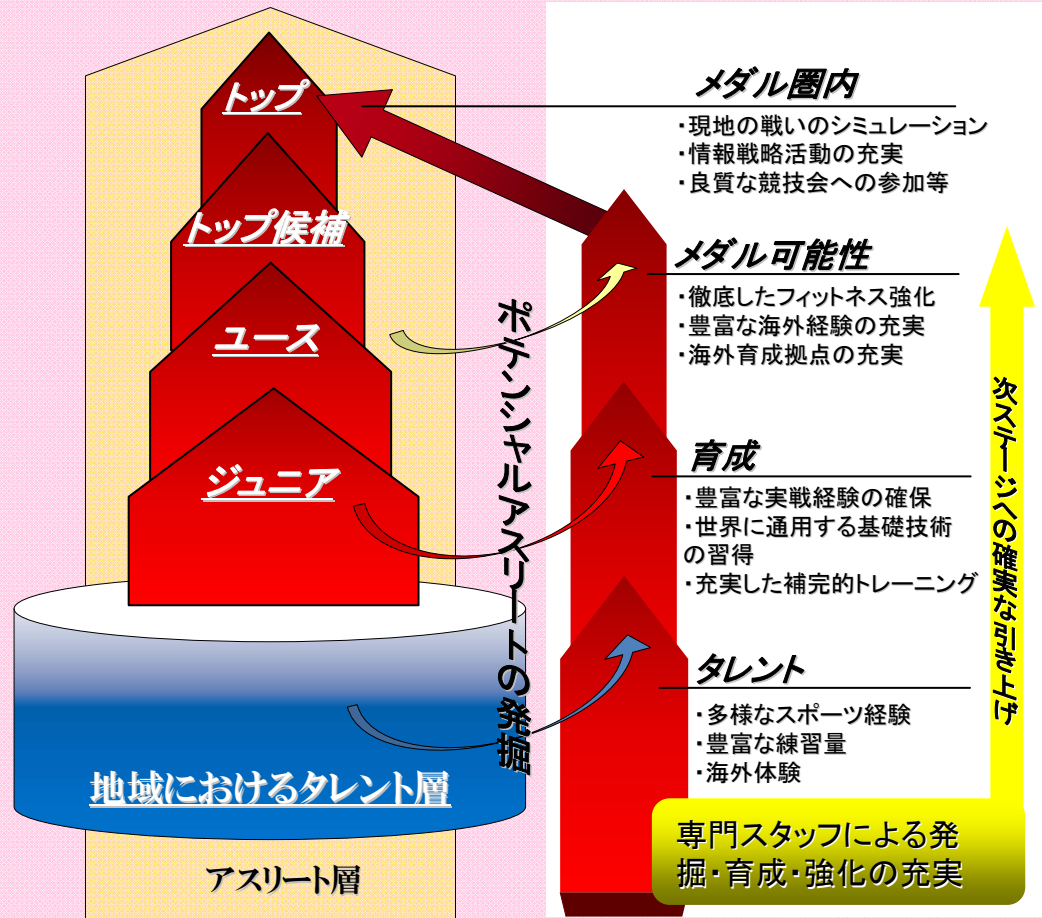 トップ
トップ候補
ユース
ジュニア
地域におけるタレント層
アスリート層
ポテンシャルアスリートの発掘
メダル圏内
・現地の戦いのシミュレーション
・情報戦略活動の充実
・良質な競技会への参加等
メダル可能性
・徹底したフィットネス強化
・豊富な海外経験の充実
・海外育成拠点の充実
育成
・豊富な実戦経験の確保
・世界に通用する基礎技術
の習得
・充実した補完的トレーニング
タレント
・多様なスポーツ経験
・豊富な練習量
・海外体験
次ステージへの確実な引き上げ
専門スタッフによる発
掘・育成・強化の充実